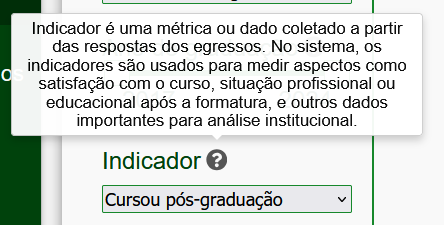 Indicador é uma métrica ou dado coletado a partir
das respostas dos egressos. No sistema, os
indicadores são usados para medir aspectos como
satisfação com o curso, situação profissional ou
educacional após a formatura, e outros dados
importantes para análise institucional.
os
Indicador ?
Cursou pós-graduação